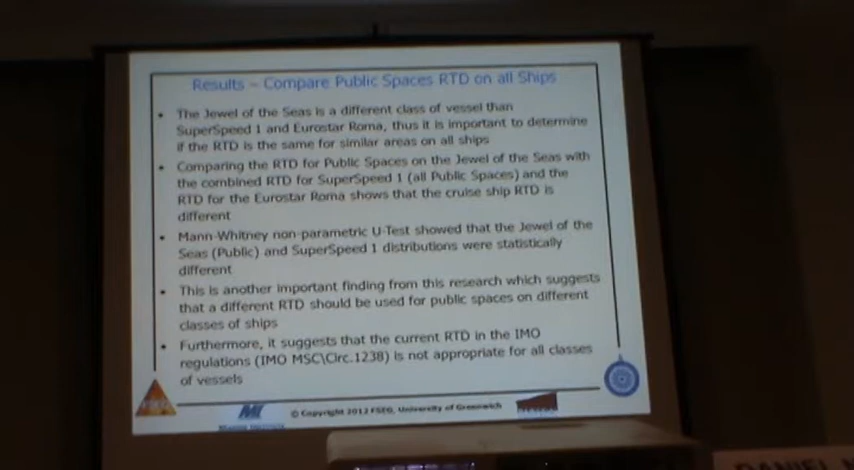 Results – Compare Public Spaces RTD on all Ships
• The Jewel of the Seas is a different class of vessel than
SuperSpeed 1 and Eurostar Roma, thus it is important to determine
if the RTD is the same for similar areas on all ships
• Comparing the RTD for Public Spaces on the Jewel of the Seas with
the combined RTD for SuperSpeed 1 (all Public Spaces) and the
RTD for the Eurostar Roma shows that the cruise ship RTD is
different
• Mann-Whitney non-parametric U-Test showed that the Jewel of the
Seas (Public) and SuperSpeed 1 distributions were statistically
different
• This is another important finding from this research which suggests
that a different RTD should be used for public spaces on different
classes of ships
• Furthermore, it suggests that the current RTD in the IMO
regulations (IMO MSC\Circ.1238) is not appropriate for all classes
of vessels
FSEG
© Copyright 2012 FSEG, University of Greenwich